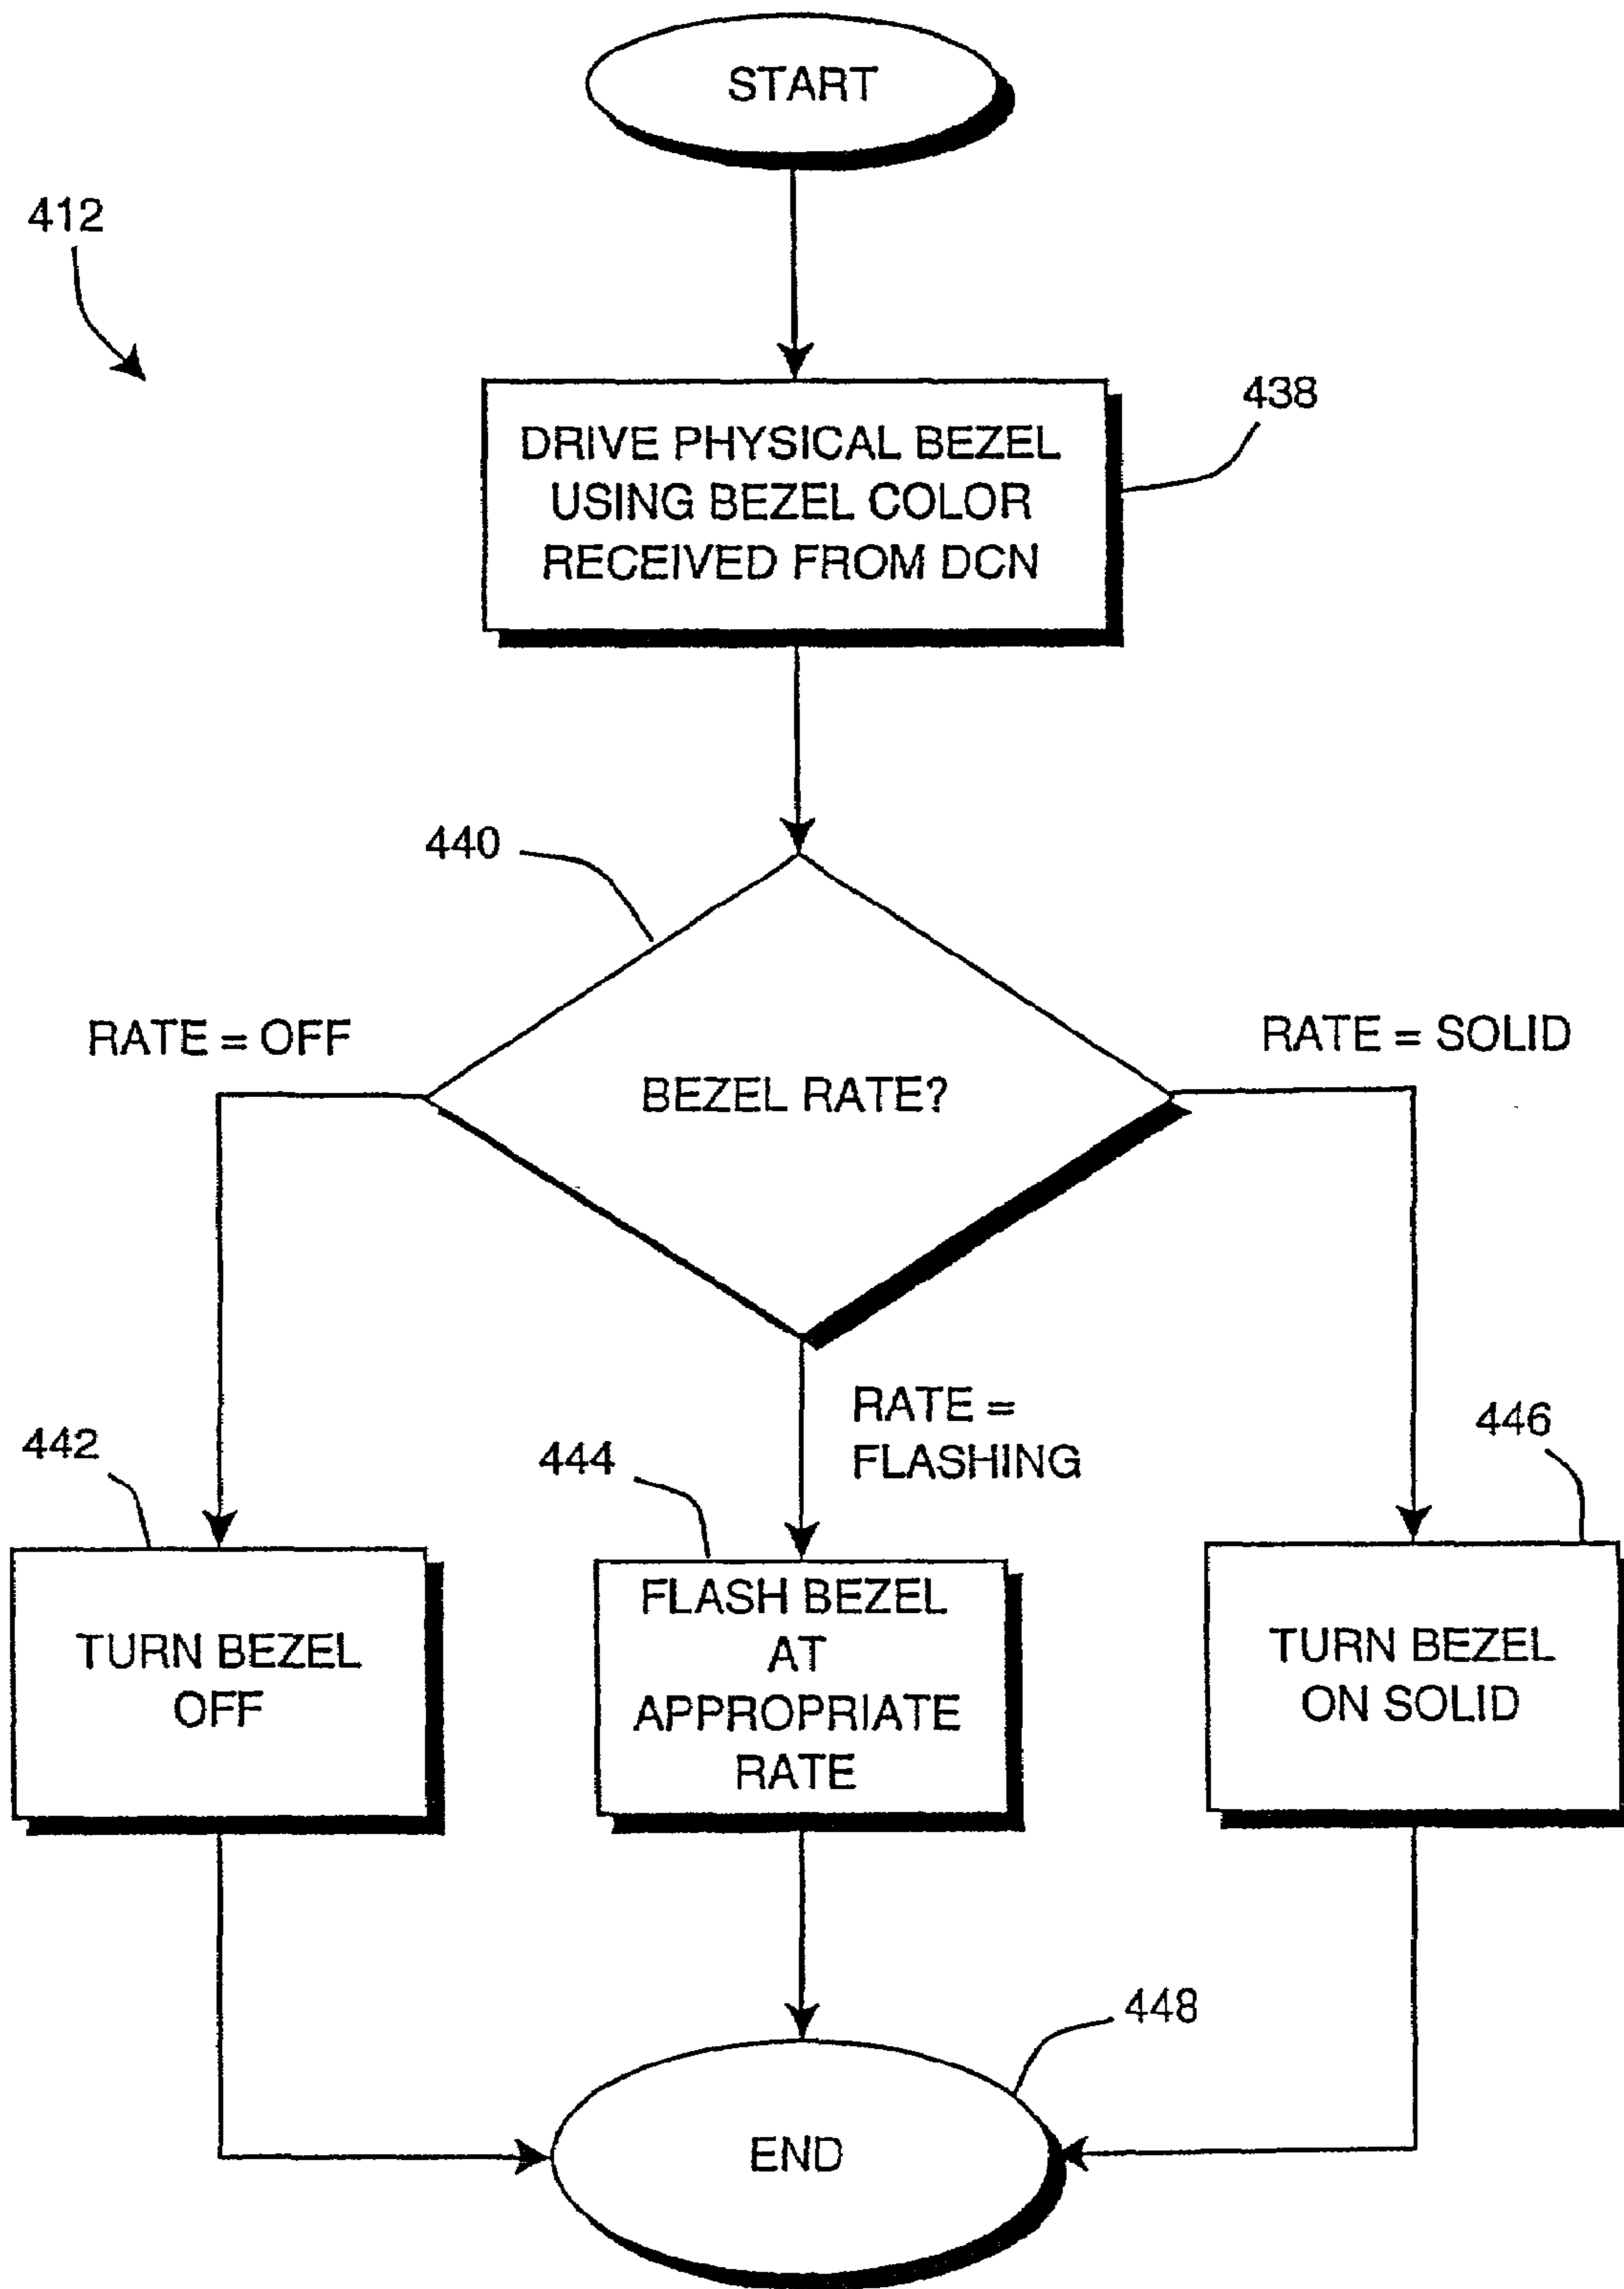 START
412
438
DRIVE PHYSICAL BEZEL
USING BEZEL COLOR
RECEIVED FROM DCN
440
RATE = OFF
RATE = SOLID
BEZEL RATE?
RATE =
FLASHING
442
444
446
TURN BEZEL
OFF
FLASH BEZEL
AT
APPROPRIATE
RATE
TURN BEZEL
ON SOLID
448
END